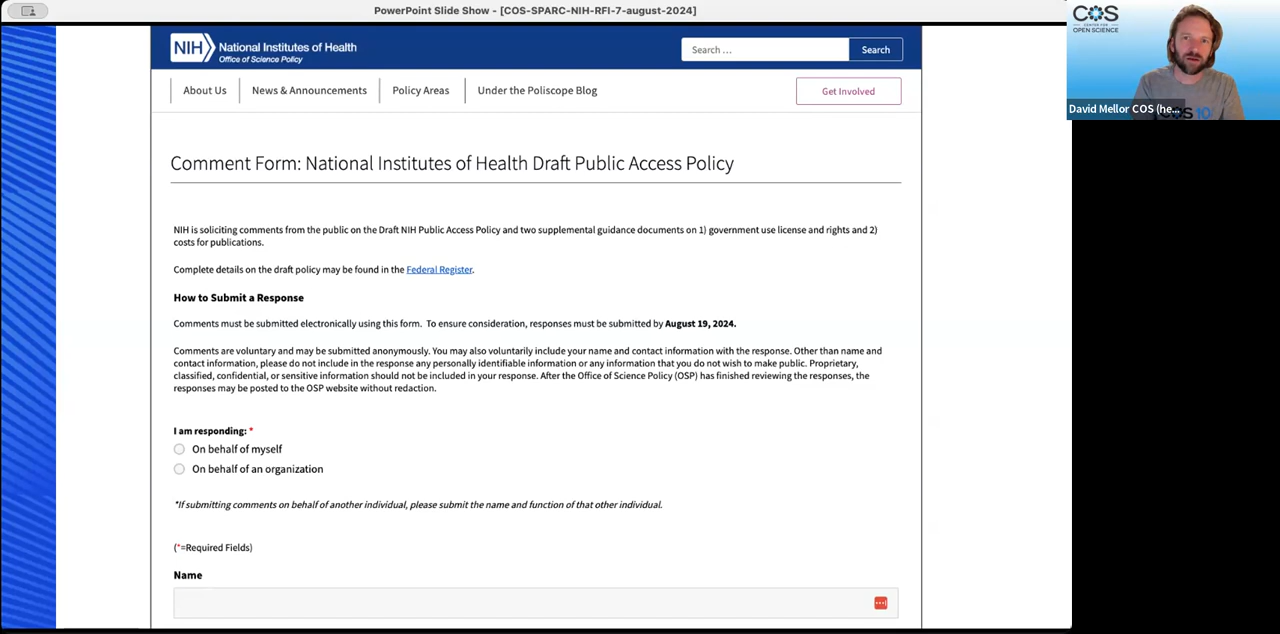 PowerPoint Slide Show - [COS-SPARC-NIH-RFI-7-august-2024]
COS
CENTER FOR
OPEN SCIENCE
David Mellor COS (he...
COS 10
NIH
National Institutes of Health
Office of Science Policy
Search ...
Search
About Us
News & Announcements
Policy Areas
Under the Poliscope Blog
Get Involved
Comment Form: National Institutes of Health Draft Public Access Policy
NIH is soliciting comments from the public on the Draft NIH Public Access Policy and two supplemental guidance documents on 1) government use license and rights and 2)
costs for publications.
Complete details on the draft policy may be found in the Federal Register.
How to Submit a Response
Comments must be submitted electronically using this form. To ensure consideration, responses must be submitted by August 19, 2024.
Comments are voluntary and may be submitted anonymously. You may also voluntarily include your name and contact information with the response. Other than name and
contact information, please do not include in the response any personally identifiable information or any information that you do not wish to make public. Proprietary,
classified, confidential, or sensitive information should not be included in your response. After the Office of Science Policy (OSP) has finished reviewing the responses, the
responses may be posted to the OSP website without redaction.
I am responding: *
On behalf of myself
On behalf of an organization
*If submitting comments on behalf of another individual, please submit the name and function of that other individual.
(*=Required Fields)
Name